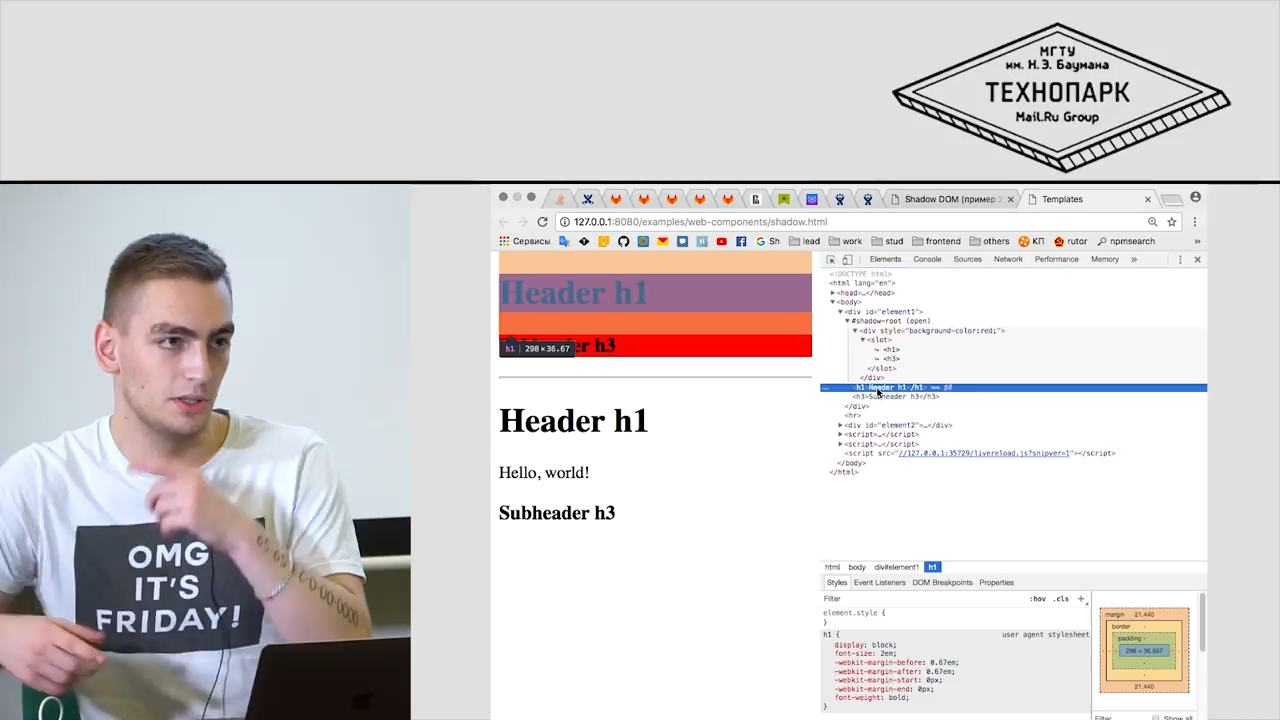 МГТУ
им. Н.Э. Баумана
ТЕХНОПАРК
Mail.Ru Group
Shadow DOM (пример 2
Templates
127.0.0.1:8080/examples/web-components/shadow.html
Сервисы Sh lead work stud frontend others КП rutor npmsearch »
Header h1
h3
h1 298×36.67
Header h1
Hello, world!
Subheader h3
OMG
IT'S
FRIDAY!
Elements Console Sources Network Performance Memory »
<!DOCTYPE html>
<html lang="en">
<head>…</head>
<body>
<div id="element1">
#shadow-root (open)
<div style="background-color:red;">
<slot>
<h1>
<h3>
</slot>
</div>
<h1>Header h1</h1> == $0
<h3>Subheader h3</h3>
</div>
<hr>
<div id="element2">…</div>
<script>…</script>
<script>…</script>
<script src="//127.0.0.1:35729/livereload.js?snipver=1"></script>
</body>
</html>
html body div#element1 h1
Styles Event Listeners DOM Breakpoints Properties
Filter :hov .cls +
element.style {
}
h1 { user agent stylesheet
display: block;
font-size: 2em;
-webkit-margin-before: 0.67em;
-webkit-margin-after: 0.67em;
-webkit-margin-start: 0px;
-webkit-margin-end: 0px;
font-weight: bold;
}
margin 21.440
border -
padding -
298 × 36.667
-
-
21.440
Filter Show all